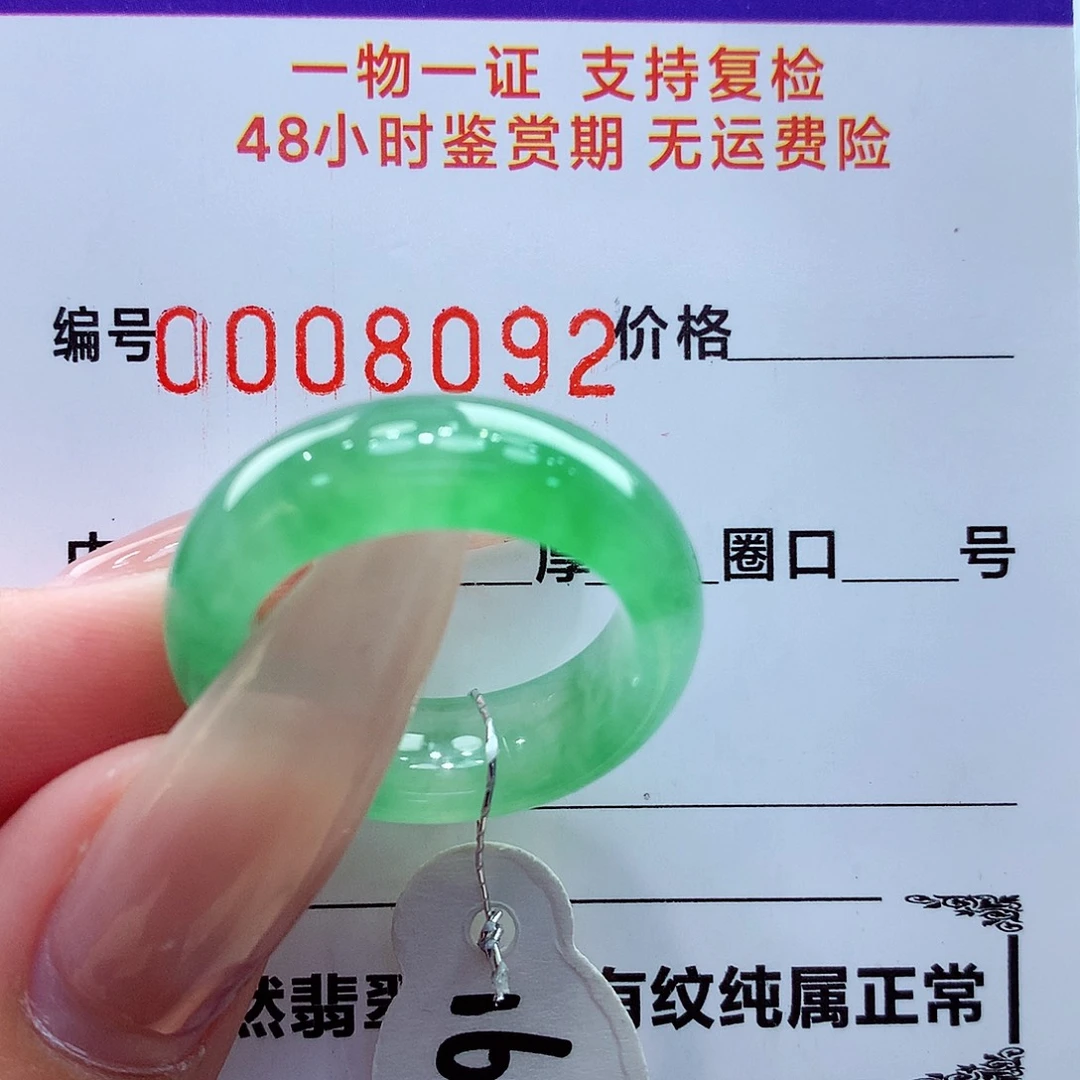 一物一证 支持复检
48小时鉴赏期 无运费险
编号0008092价格
厚 圈口 号
然翡翠 有纹纯属正常
16